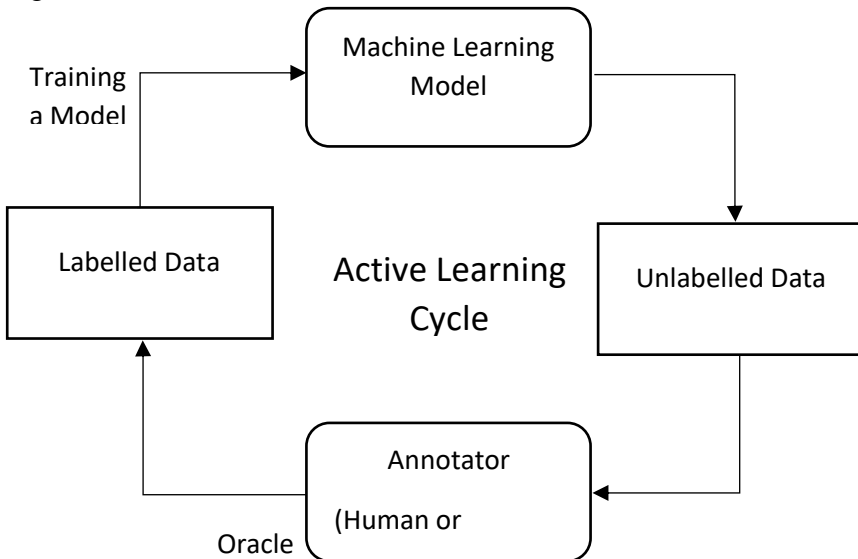 Machine Learning
Model
Training
a Model
Labelled Data
Active Learning
Cycle
Unlabelled Data
Annotator
(Human or
Oracle